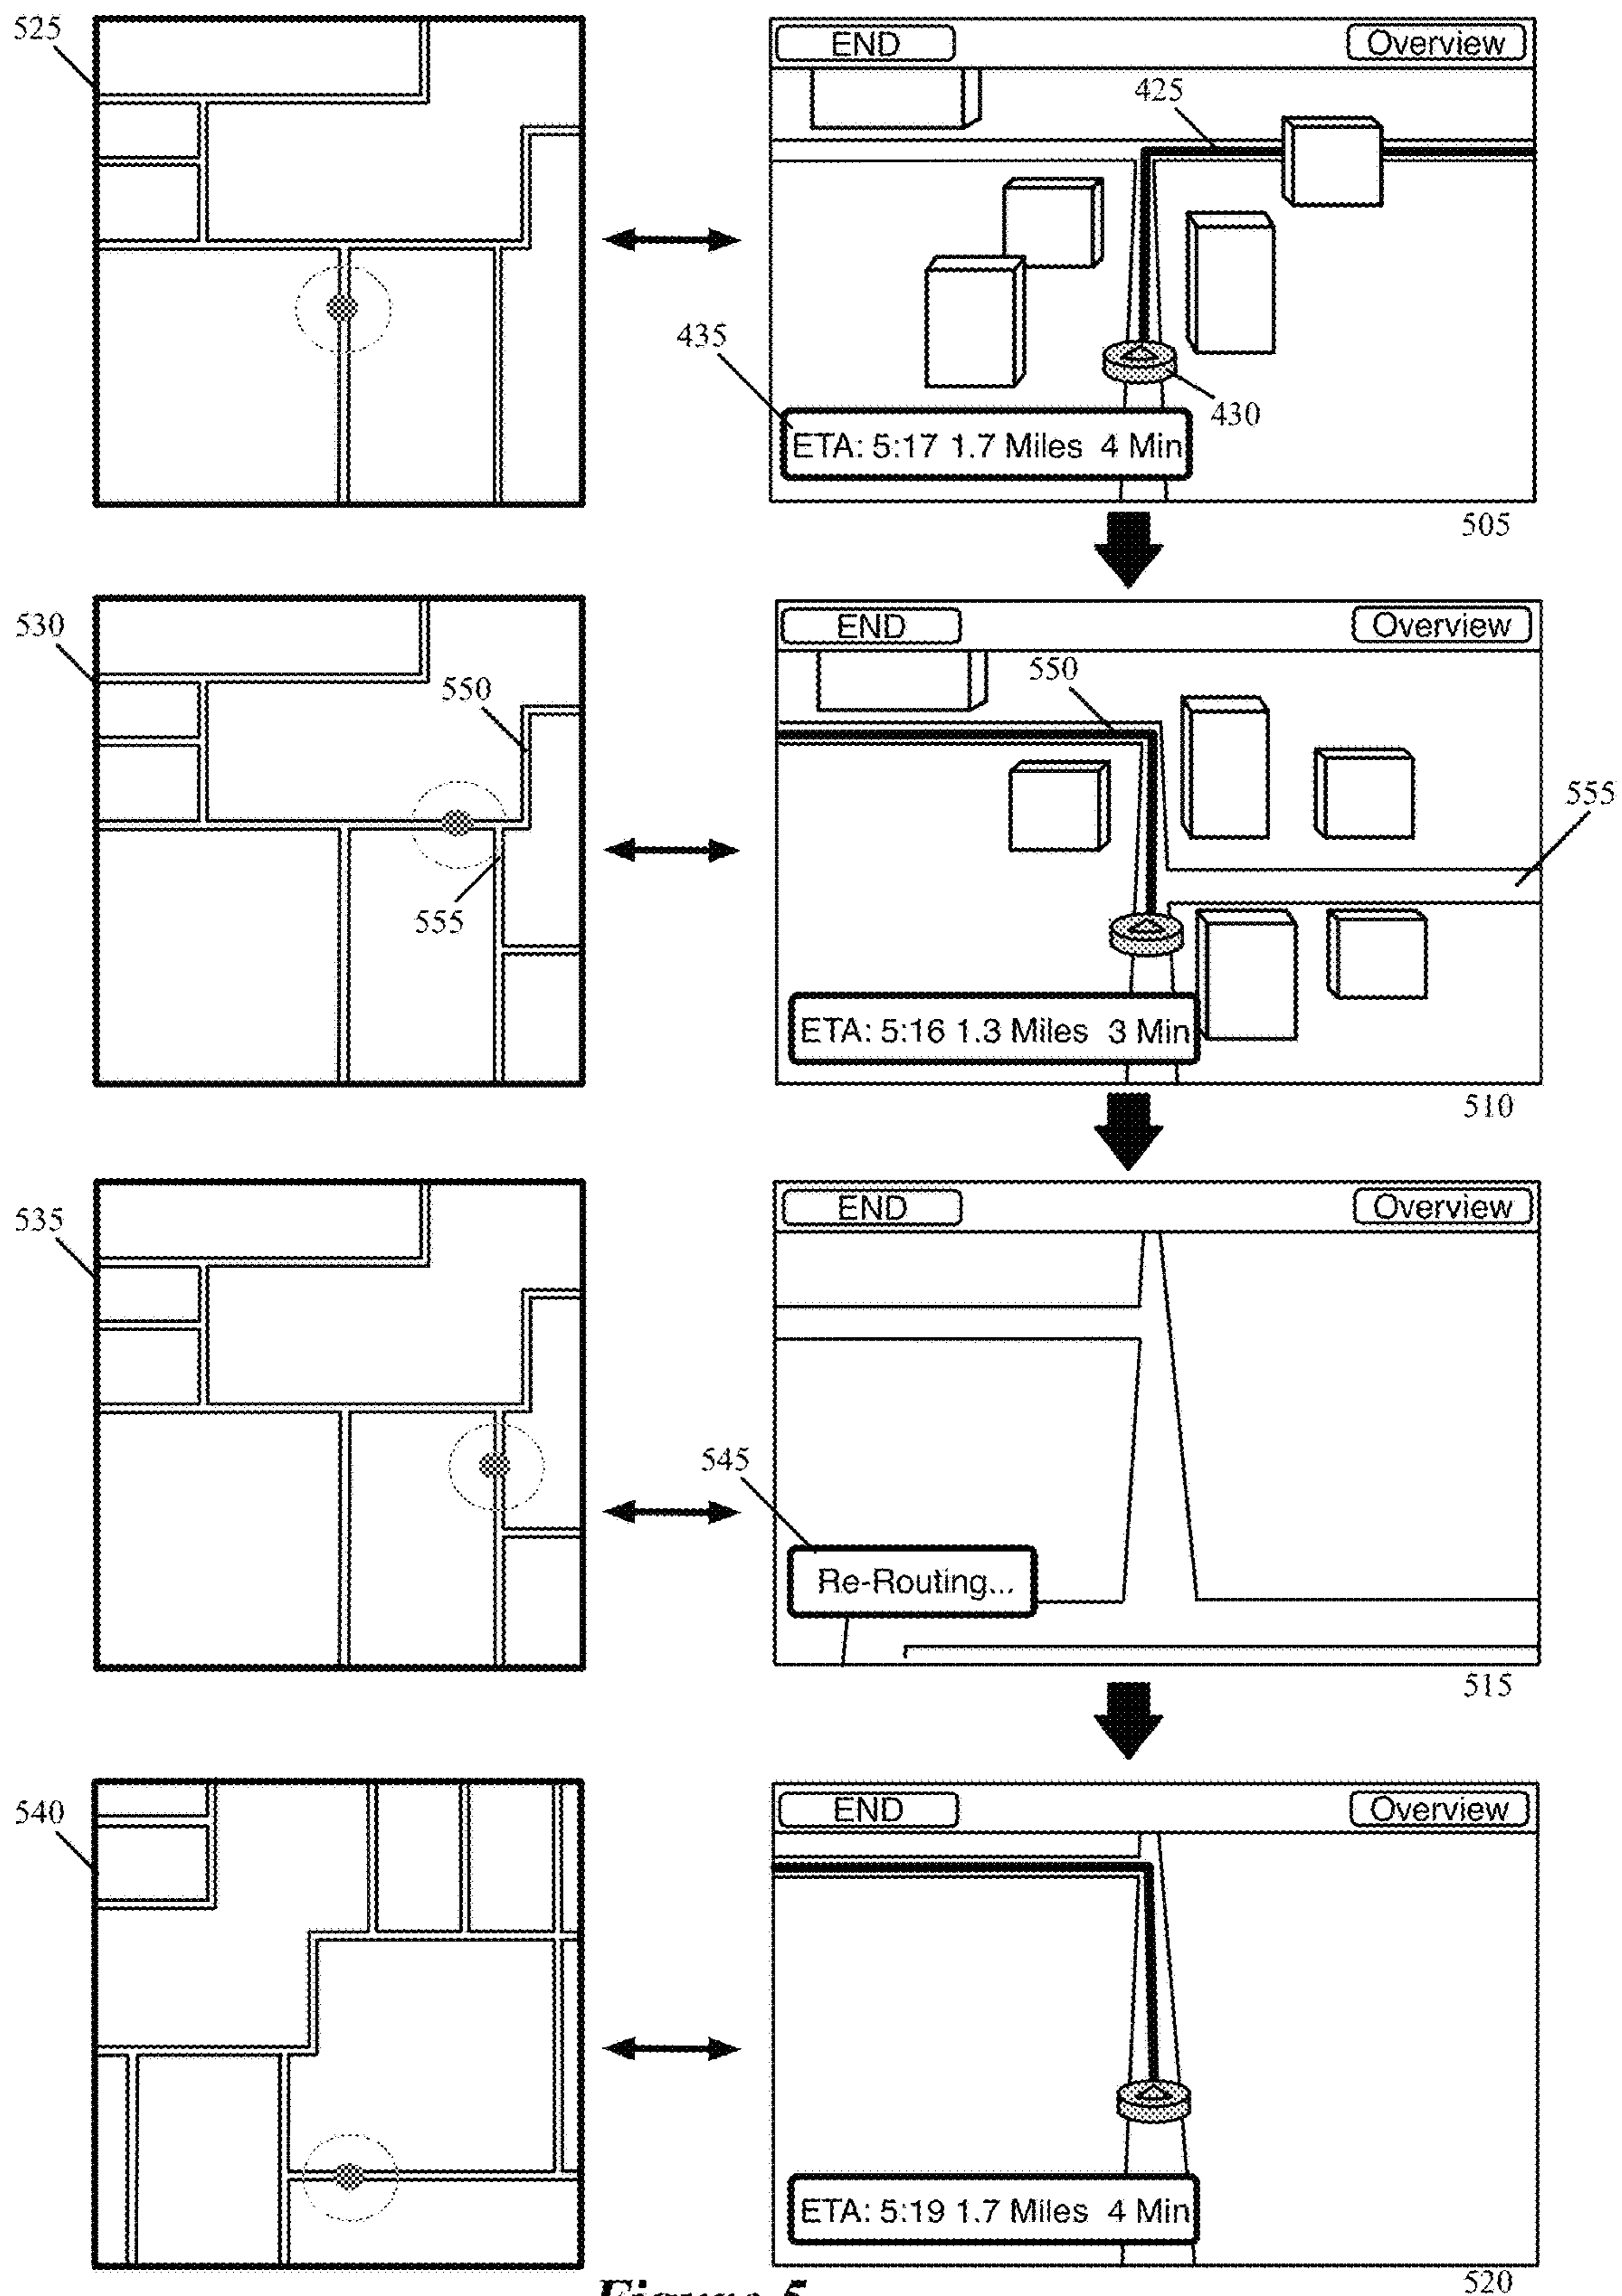 525
END
Overview
425
435
430
ETA: 5:17 1.7 Miles 4 Min
505
530
550
555
END
Overview
550
555
ETA: 5:16 1.3 Miles 3 Min
510
535
END
Overview
545
Re-Routing...
515
540
END
Overview
ETA: 5:19 1.7 Miles 4 Min
520
Figure 5